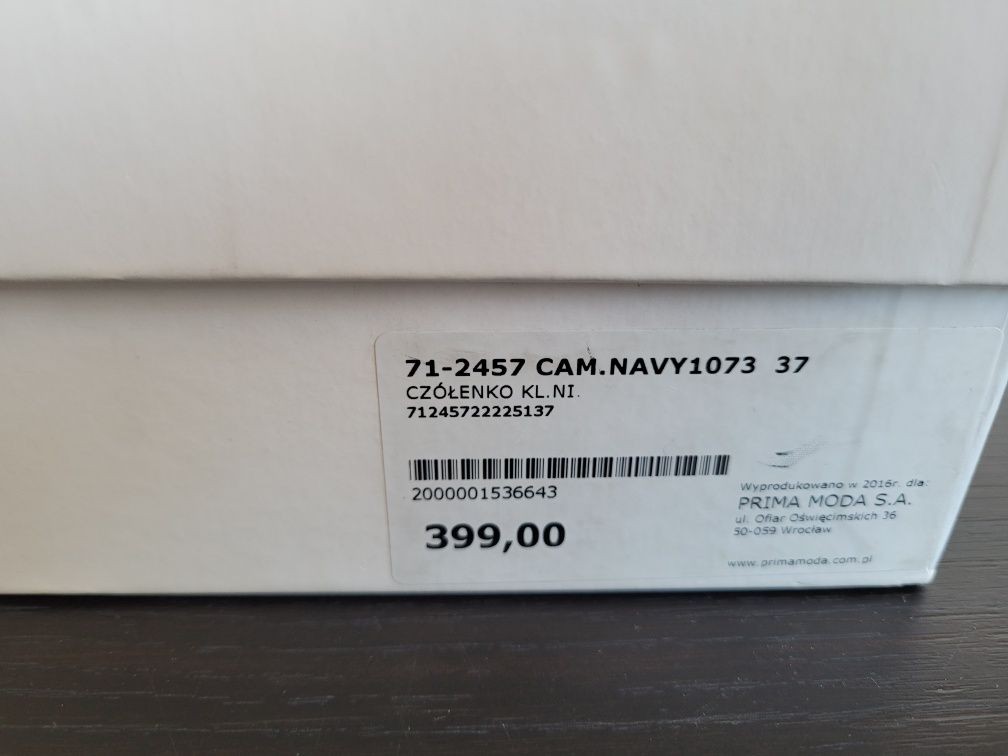 71-2457 CAM.NAVY1073 37
CZÓŁENKO KL.NI.
71245722225137
2000001536643
399,00
Wyprodukowano w 2016r. dla:
PRIMA MODA S.A.
ul. Ofiar Oświęcimskich 36
50-059 Wrocław
www.primamoda.com.pl